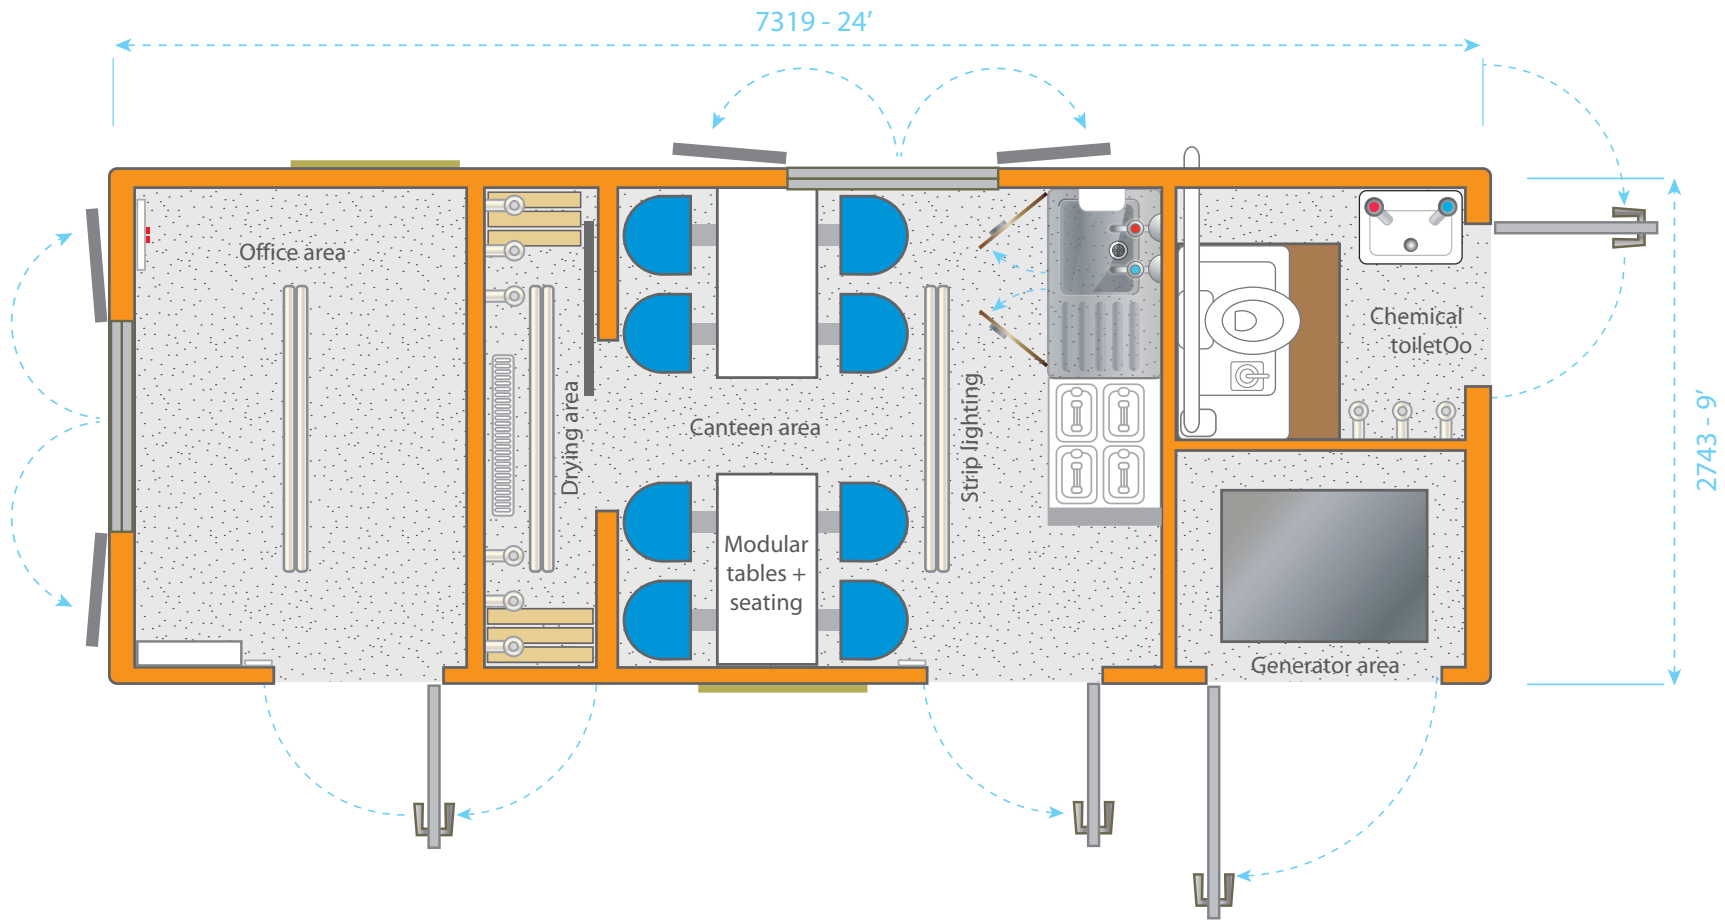 7319 - 24’
Office area
Drying area
Canteen area
Strip lighting
Modular
tables +
seating
Chemical
toiletOo
Generator area
2743 - 9’